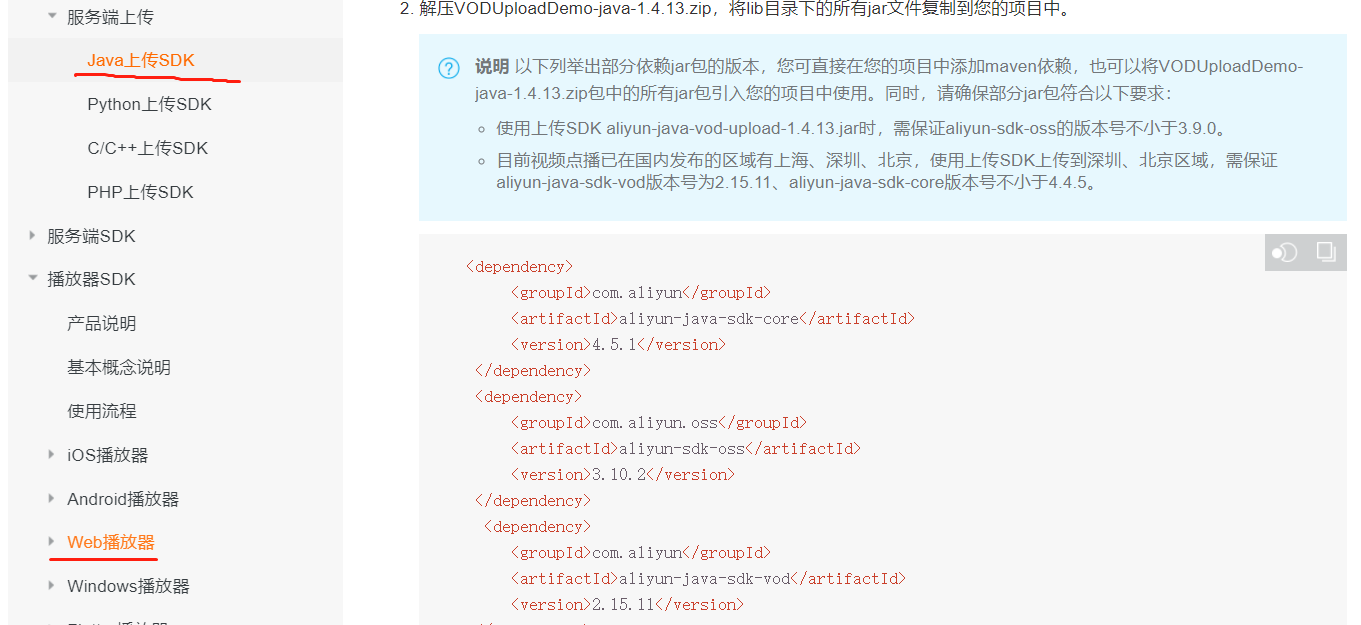 服务端上传
Java上传SDK
Python上传SDK
C/C++上传SDK
PHP上传SDK
服务端SDK
播放器SDK
产品说明
基本概念说明
使用流程
iOS播放器
Android播放器
Web播放器
Windows播放器
2. 解压VODUploadDemo-java-1.4.13.zip，将lib目录下的所有jar文件复制到您的项目中。
说明 以下列举出部分依赖jar包的版本，您可直接在您的项目中添加maven依赖，也可以将VODUploadDemo-
java-1.4.13.zip包中的所有jar包引入您的项目中使用。同时，请确保部分jar包符合以下要求：
使用上传SDK aliyun-java-vod-upload-1.4.13.jar时，需保证aliyun-sdk-oss的版本号不小于3.9.0。
目前视频点播已在国内发布的区域有上海、深圳、北京，使用上传SDK上传到深圳、北京区域，需保证
aliyun-java-sdk-vod版本号为2.15.11、aliyun-java-sdk-core版本号不小于4.4.5。
<dependency>
<groupId>com.aliyun</groupId>
<artifactId>aliyun-java-sdk-core</artifactId>
<version>4.5.1</version>
</dependency>
<dependency>
<groupId>com.aliyun.oss</groupId>
<artifactId>aliyun-sdk-oss</artifactId>
<version>3.10.2</version>
</dependency>
<dependency>
<groupId>com.aliyun</groupId>
<artifactId>aliyun-java-sdk-vod</artifactId>
<version>2.15.11</version>